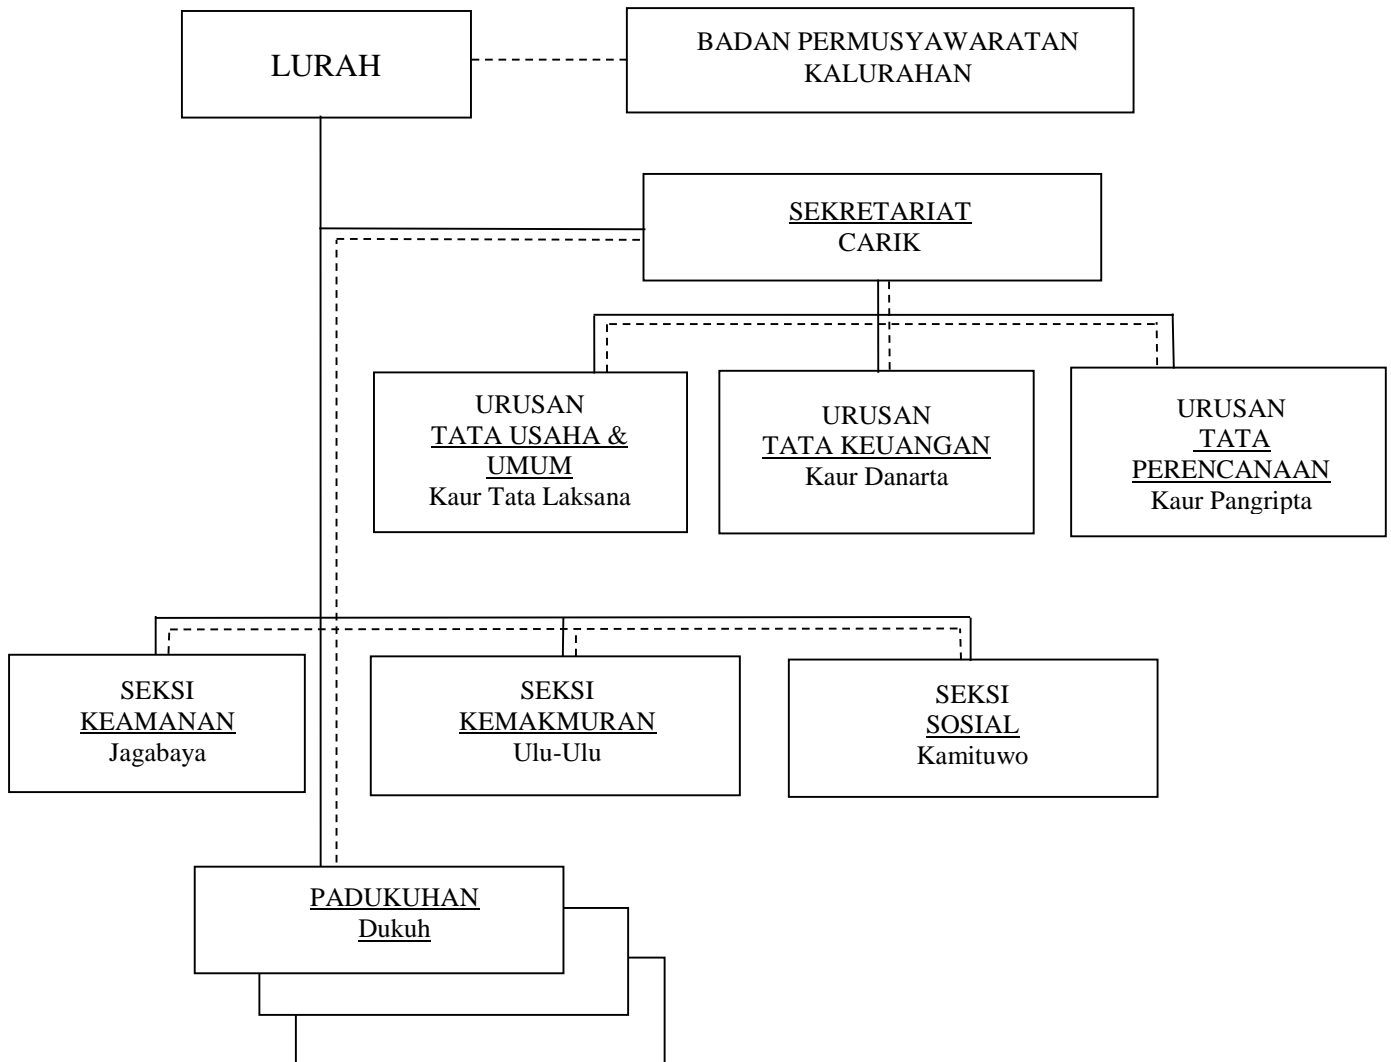 LURAH
BADAN PERMUSYAWARATAN
KALURAHAN
SEKRETARIAT
CARIK
URUSAN
TATA USAHA &
UMUM
Kaur Tata Laksana
URUSAN
TATA KEUANGAN
Kaur Danarta
URUSAN
TATA
PERENCANAAN
Kaur Pangripta
SEKSI
KEAMANAN
Jagabaya
SEKSI
KEMAKMURAN
Ulu-Ulu
SEKSI
SOSIAL
Kamituwo
PADUKUHAN
Dukuh